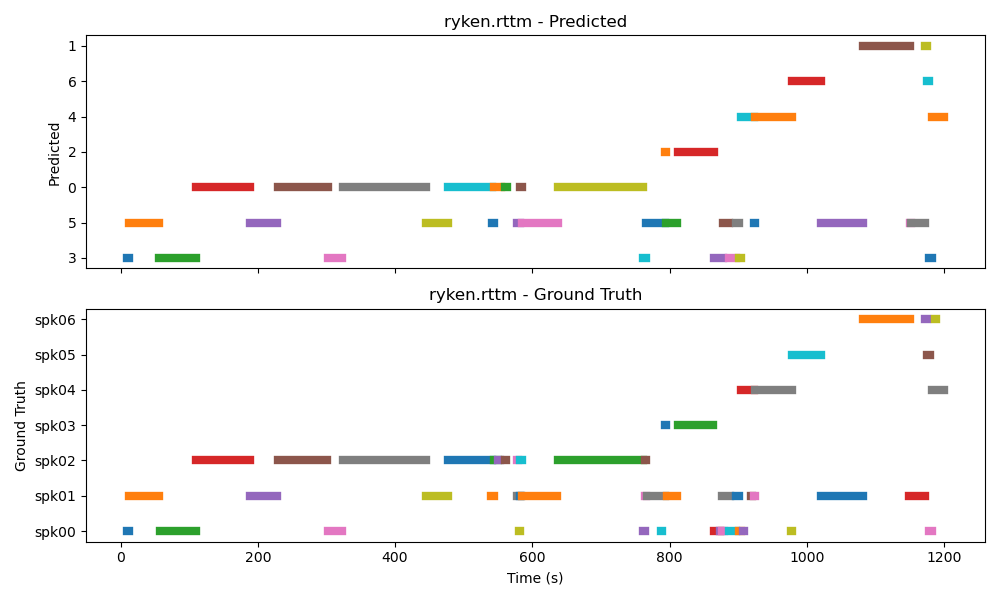 ryken.rttm - Predicted
Predicted
1
6
4
2
0
5
3
ryken.rttm - Ground Truth
Ground Truth
spk06
spk05
spk04
spk03
spk02
spk01
spk00
0 200 400 600 800 1000 1200
Time (s)